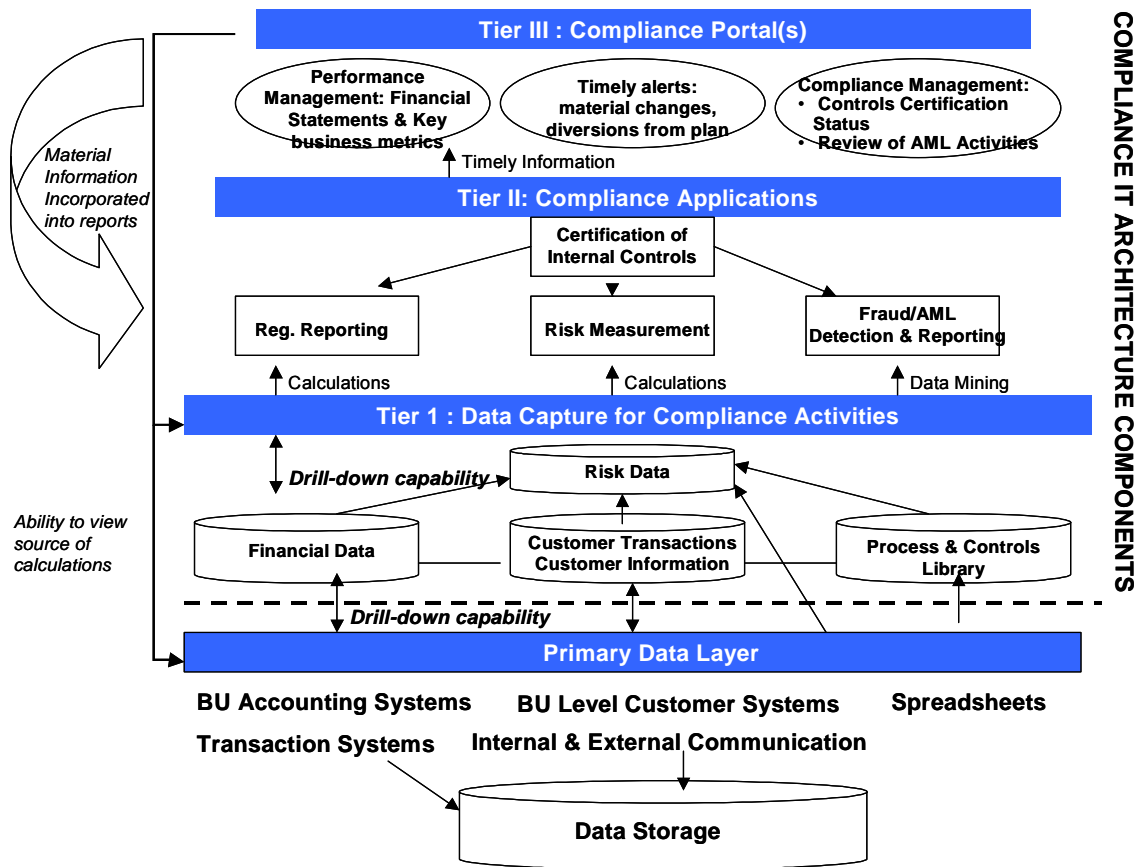 Tier III : Compliance Portal(s)
Performance
Management: Financial
Statements & Key
business metrics
Timely alerts:
material changes,
diversions from plan
Compliance Management:
• Controls Certification
Status
• Review of AML Activities
Material
Information
Incorporated
into reports
Timely Information
Tier II: Compliance Applications
Certification of
Internal Controls
Reg. Reporting
Risk Measurement
Fraud/AML
Detection & Reporting
Calculations
Calculations
Data Mining
Tier 1 : Data Capture for Compliance Activities
Drill-down capability
Risk Data
Ability to view
source of
calculations
Financial Data
Customer Transactions
Customer Information
Process & Controls
Library
Drill-down capability
Primary Data Layer
BU Accounting Systems
BU Level Customer Systems
Spreadsheets
Transaction Systems
Internal & External Communication
Data Storage
COMPLIANCE IT ARCHITECTURE COMPONENTS